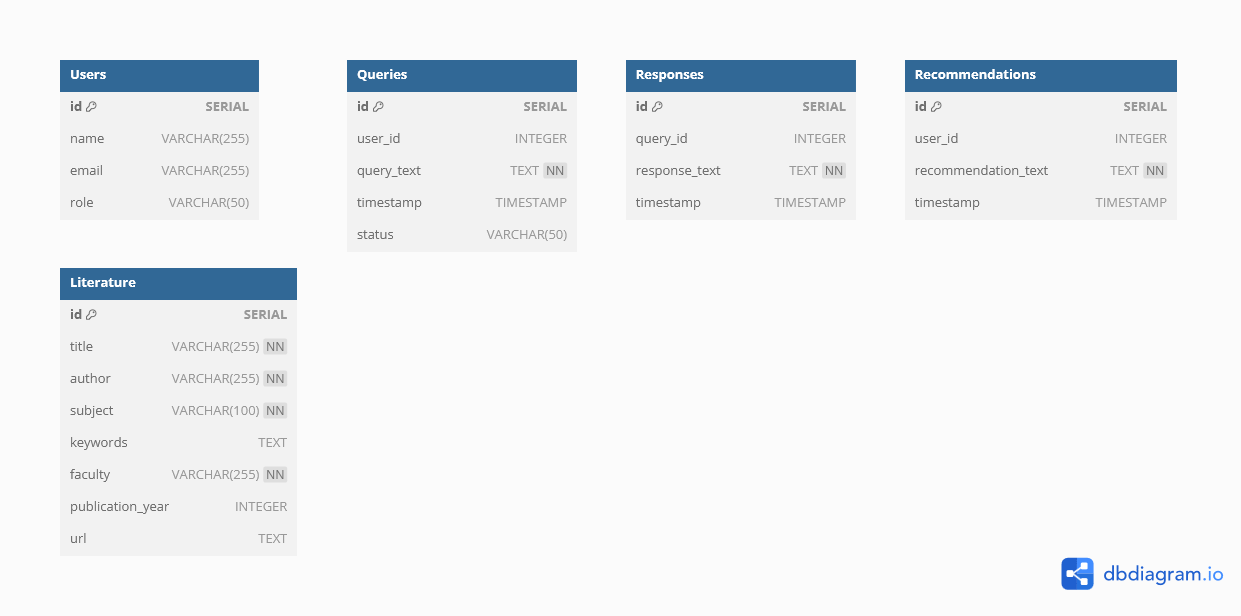 Users
id SERIAL
name VARCHAR(255)
email VARCHAR(255)
role VARCHAR(50)
Queries
id SERIAL
user_id INTEGER
query_text TEXT NN
timestamp TIMESTAMP
status VARCHAR(50)
Responses
id SERIAL
query_id INTEGER
response_text TEXT NN
timestamp TIMESTAMP
Recommendations
id SERIAL
user_id INTEGER
recommendation_text TEXT NN
timestamp TIMESTAMP
Literature
id SERIAL
title VARCHAR(255) NN
author VARCHAR(255) NN
subject VARCHAR(100) NN
keywords TEXT
faculty VARCHAR(255) NN
publication_year INTEGER
url TEXT
dbdiagram.io